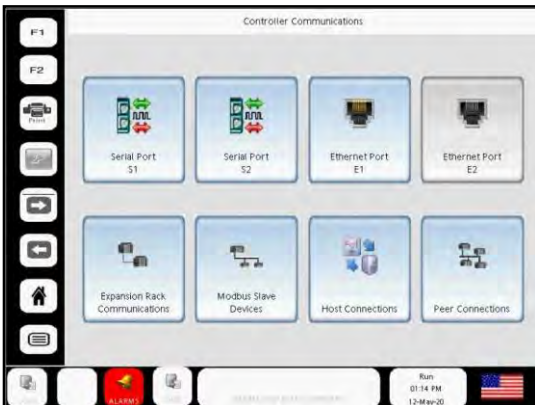 Controller Communications
F1
F2
Print
Serial Port
S1
Serial Port
S2
Ethernet Port
E1
Ethernet Port
E2
Expansion Rack
Communications
Modbus Slave
Devices
Host Connections
Peer Connections
ALARMS
Run
01:14 PM
12-May-20